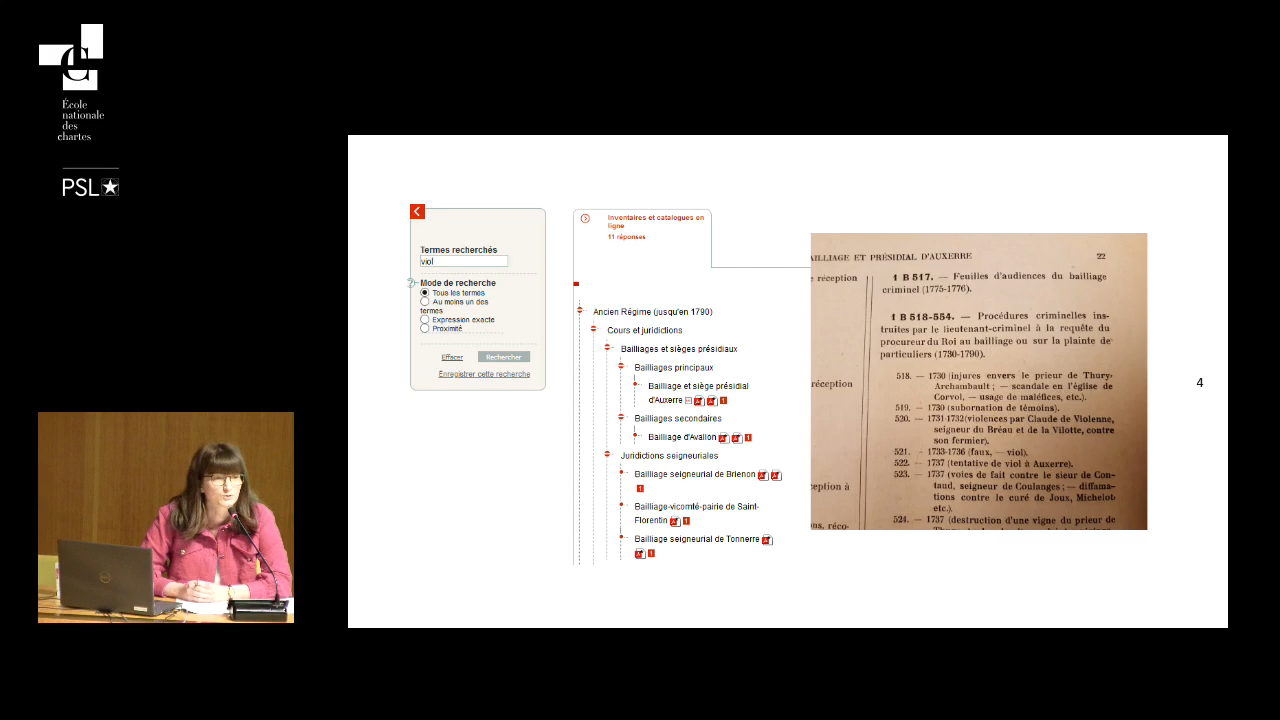 École
nationale
des
chartes
PSL
Termes recherchés
viol
Mode de recherche
Tous les termes
Au moins un des
termes
Expression exacte
Proximité
Effacer
Rechercher
Enregistrer cette recherche
Inventaires et catalogues en
ligne
11 réponses
Ancien Régime (jusqu'en 1790)
Cours et juridictions
Bailliages et sièges présidiaux
Bailliages principaux
Bailliage et siège présidial
d'Auxerre
Bailliages secondaires
Bailliage d'Avallon
Juridictions seigneuriales
Bailliage seigneurial de Brienon
Bailliage-vicomté-pairie de Saint-
Florentin
Bailliage seigneurial de Tonnerre
AILLIAGE ET PRÉSIDIAL D'AUXERRE
22
e réception
réception
eption à
ns, réco-
1 B 517. — Feuilles d'audiences du bailliage
criminel (1775-1776).
1 B 518-554. — Procédures criminelles ins-
truites par le lieutenant-criminel à la requête du
procureur du Roi au bailliage ou sur la plainte de
particuliers (1730-1790).
518. — 1730 (injures envers le prieur de Thury-
Archambault ; — scandale en l'église de
Corvol, — usage de maléfices, etc.).
519. — 1730 (subornation de témoins).
520. — 1731-1732 (violences par Claude de Violenne,
seigneur du Bréau et de la Vilotte, contre
son fermier).
521. — 1733-1736 (faux, — viol).
522. — 1737 (tentative de viol à Auxerre).
523. — 1737 (voies de fait contre le sieur de Con-
taud, seigneur de Coulanges ; — diffama-
tions contre le curé de Joux, Michelot
etc.).
524. — 1737 (destruction d'une vigne du prieur de
4